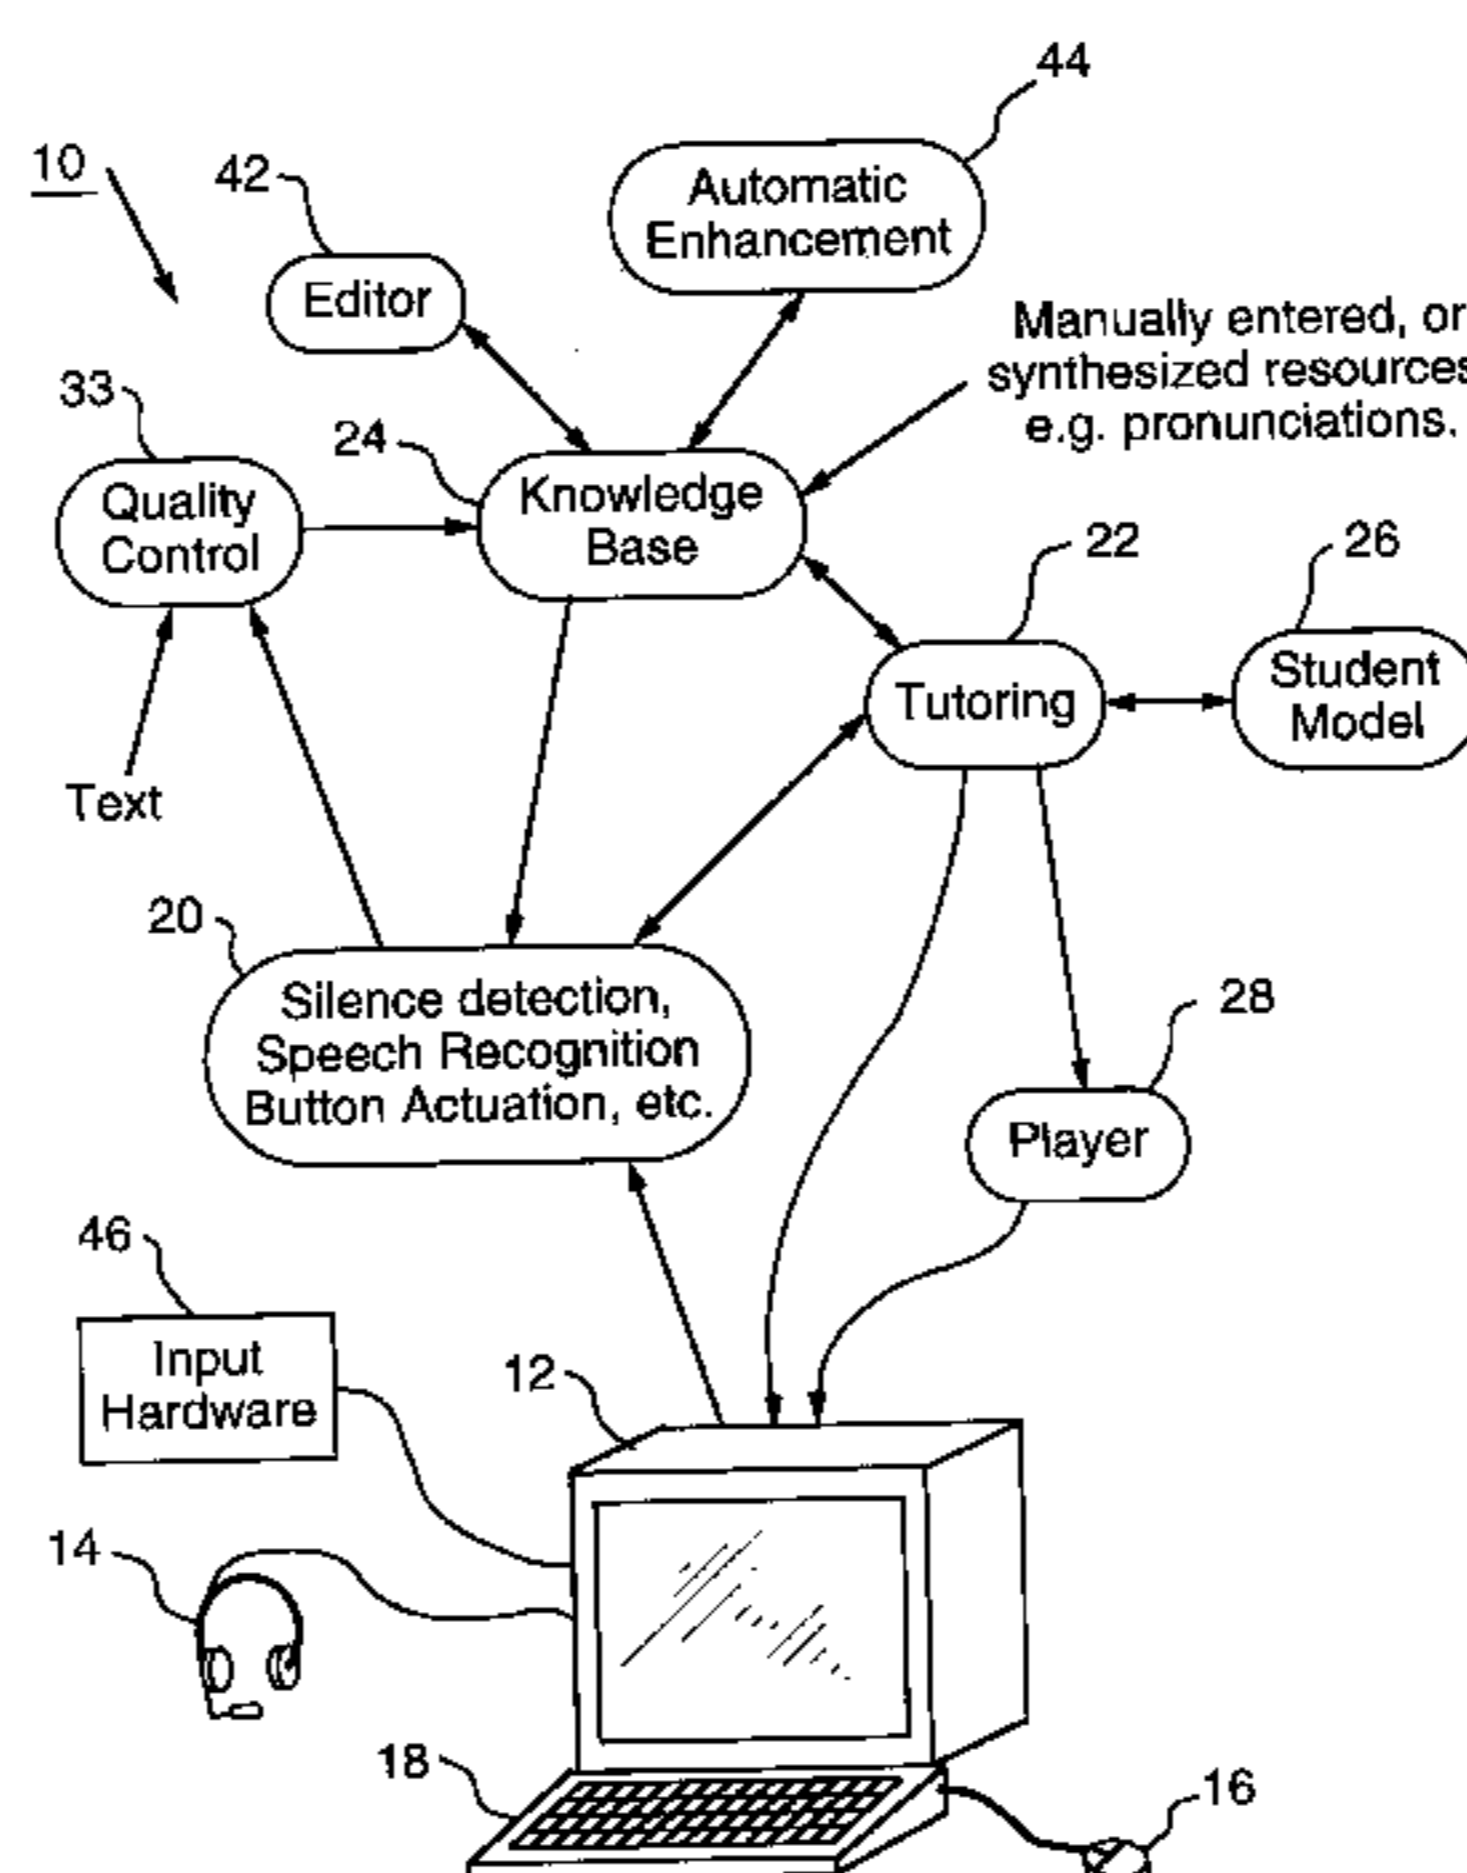 44
10
42
Automatic
Enhancement
Editor
Manually entered, or
synthesized resources
e.g. pronunciations.
33
24
Quality
Control
Knowledge
Base
22
26
Tutoring
Student
Model
Text
20
Silence detection,
Speech Recognition
Button Actuation, etc.
28
Player
46
Input
Hardware
12
14
18
16